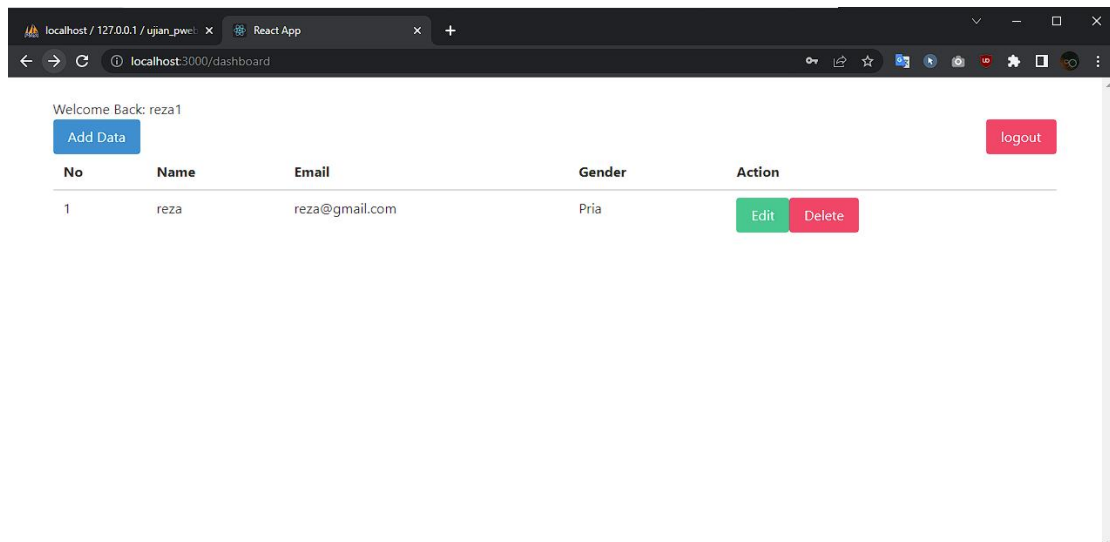 localhost / 127.0.0.1 / ujian_pweb
React App
localhost:3000/dashboard
Welcome Back: reza1
Add Data
logout
No Name Email Gender Action
1 reza reza@gmail.com Pria Edit Delete